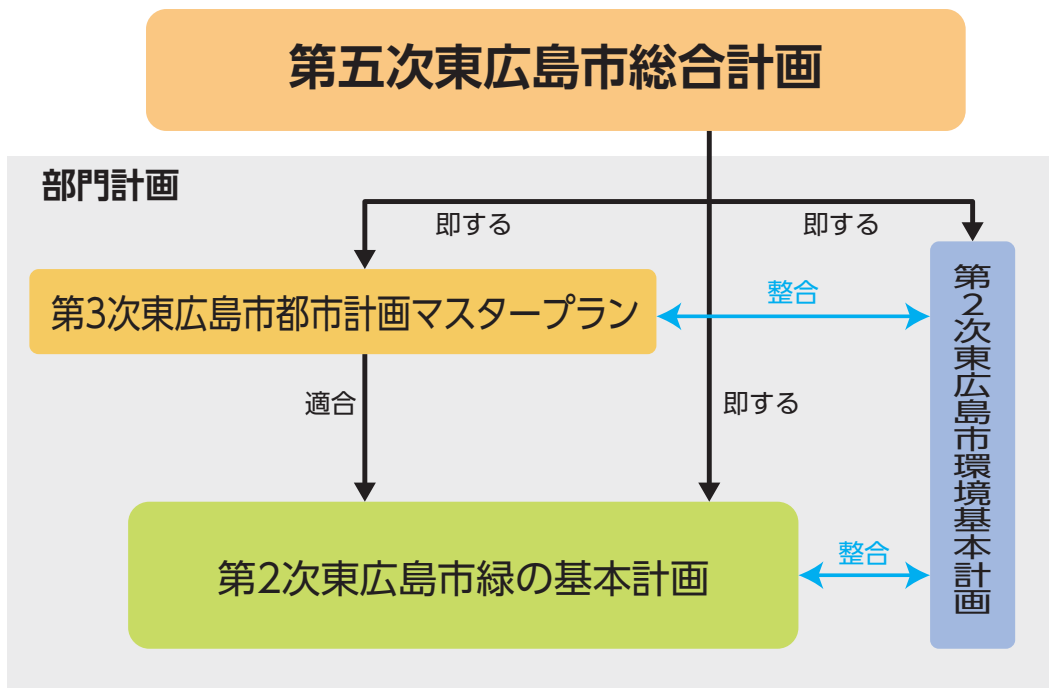 第五次東広島市総合計画
部門計画
即する
即する
第3次東広島市都市計画マスタープラン
整合
第2次東広島市環境基本計画
適合
即する
第2次東広島市緑の基本計画
整合